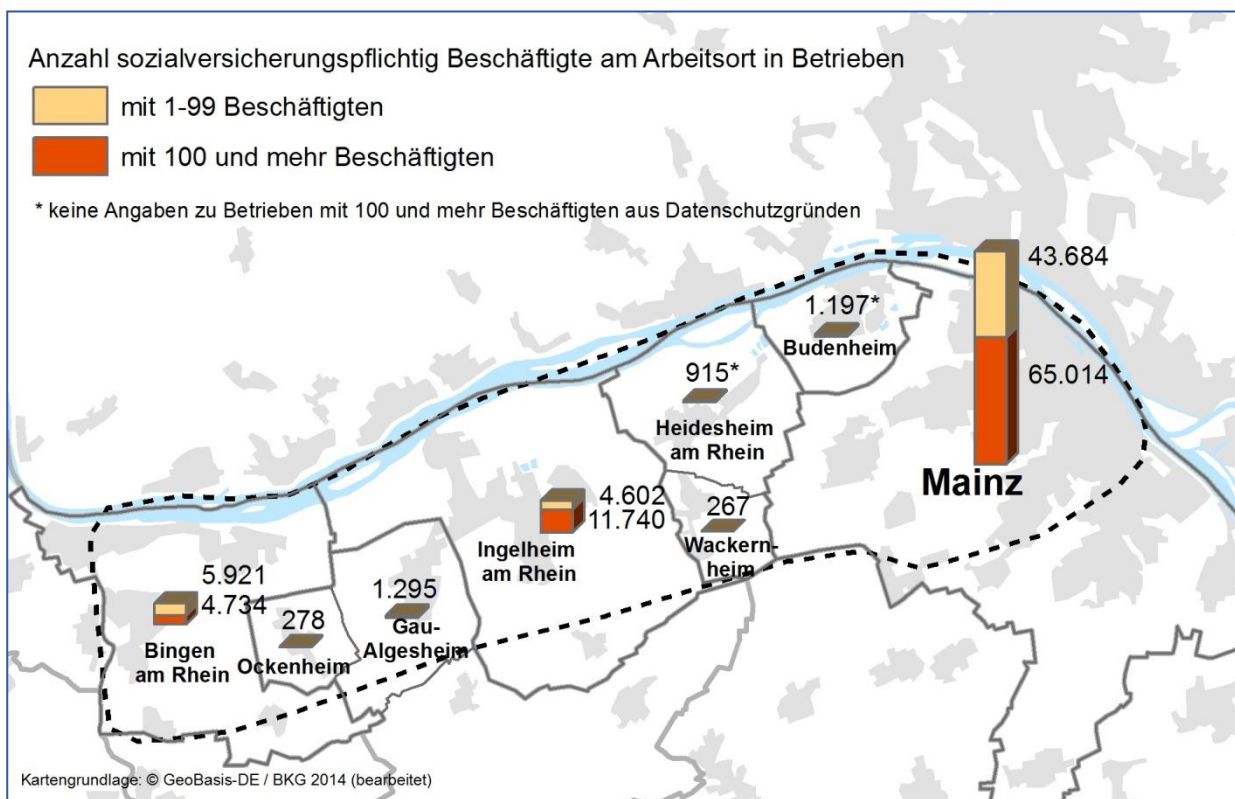 Anzahl sozialversicherungspflichtig Beschäftigte am Arbeitsort in Betrieben
mit 1-99 Beschäftigten
mit 100 und mehr Beschäftigten
* keine Angaben zu Betrieben mit 100 und mehr Beschäftigten aus Datenschutzgründen
43.684
65.014
Mainz
1.197*
Budenheim
915*
Heidesheim
am Rhein
267
Wackern-
heim
4.602
11.740
Ingelheim
am Rhein
1.295
Gau-
Algesheim
278
Ockenheim
5.921
4.734
Bingen
am Rhein
Kartengrundlage: © GeoBasis-DE / BKG 2014 (bearbeitet)